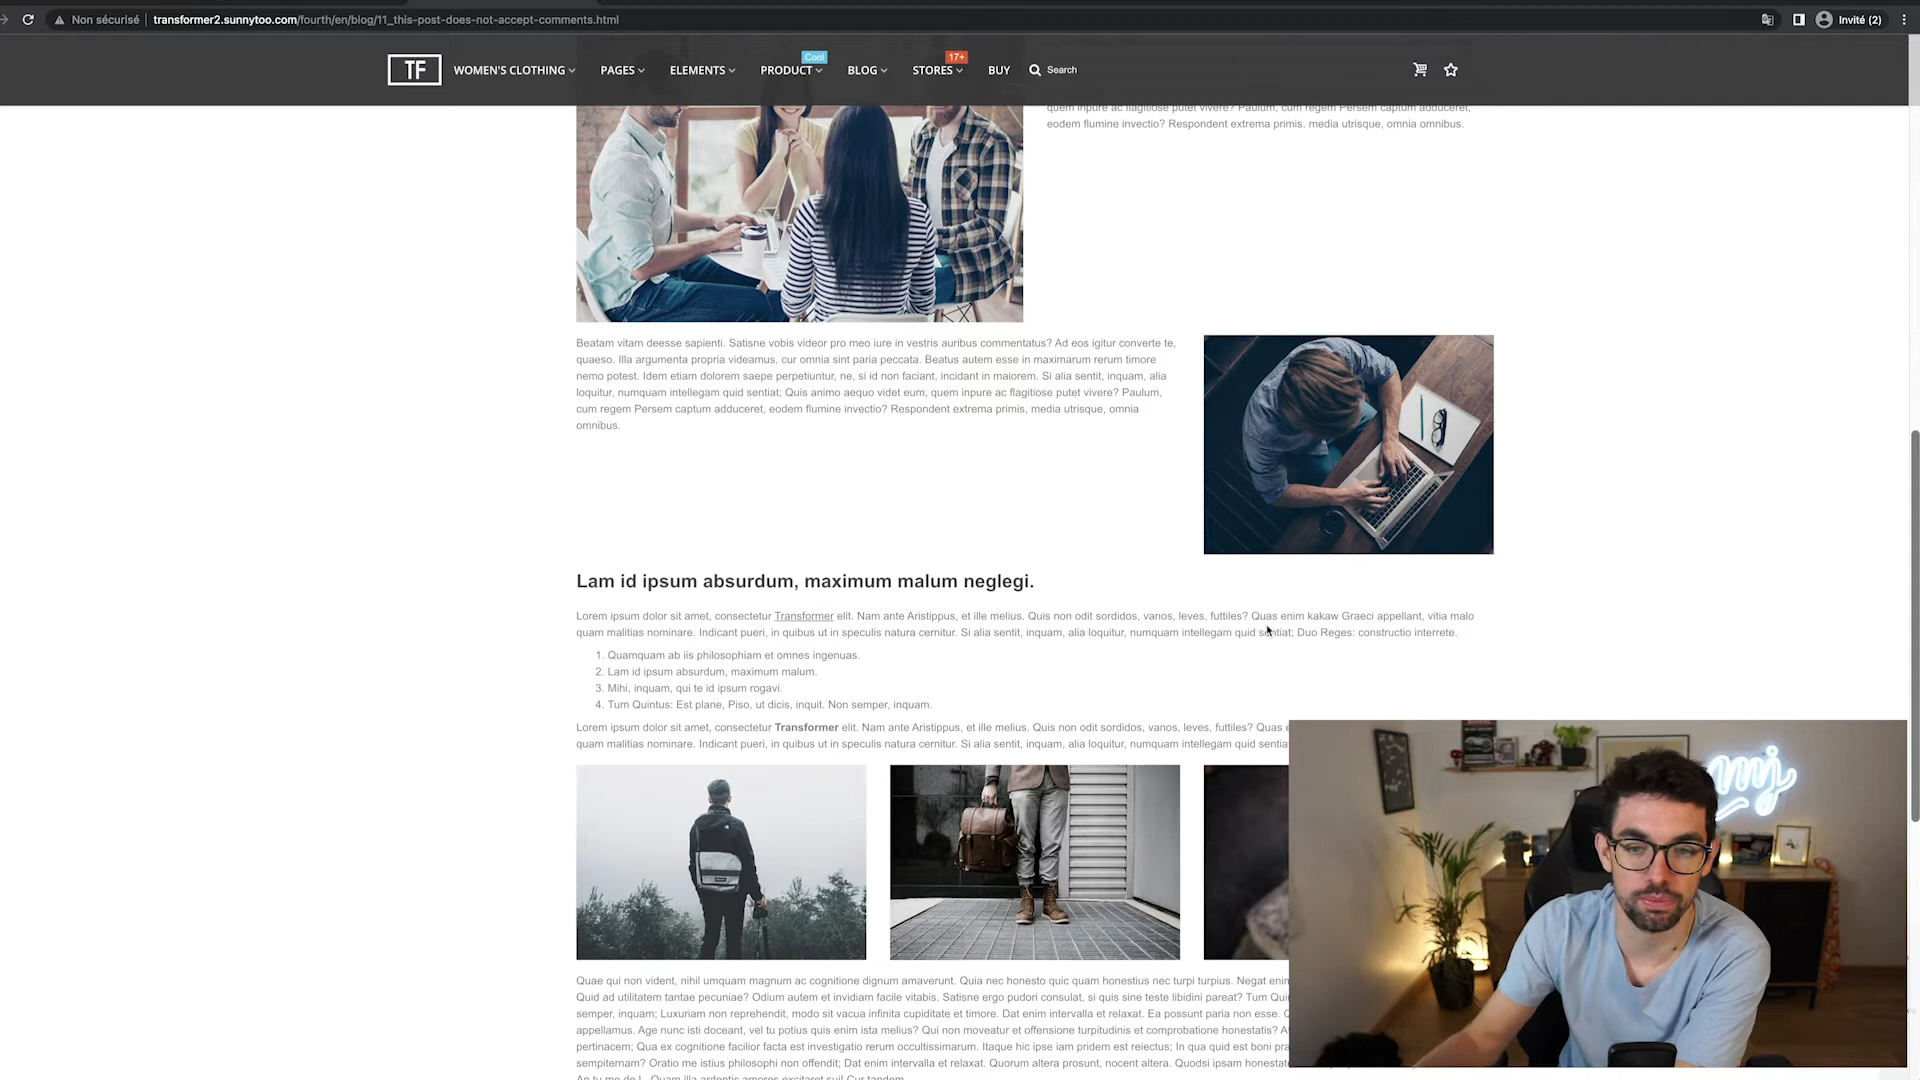 Non sécurisé transformer2.sunnytoo.com/fourth/en/blog/11_this-post-does-not-accept-comments.html Invité (2)
Cool 17+
TF WOMEN'S CLOTHING PAGES ELEMENTS PRODUCT BLOG STORES BUY Search
quem inpure ac flagitiose putet vivere? Paulum, cum regem Persem captum adduceret,
eodem flumine invectio? Respondent extrema primis, media utrisque, omnia omnibus.
Beatam vitam deesse sapienti. Satisne vobis videor pro meo iure in vestris auribus commentatus? Ad eos igitur converte te,
quaeso. Illa argumenta propria videamus, cur omnia sint paria peccata. Beatus autem esse in maximarum rerum timore
nemo potest. Idem etiam dolorem saepe perpetiuntur, ne, si id non faciant, incidant in maiorem. Si alia sentit, inquam, alia
loquitur, numquam intellegam quid sentiat; Quis animo aequo videt eum, quem inpure ac flagitiose putet vivere? Paulum,
cum regem Persem captum adduceret, eodem flumine invectio? Respondent extrema primis, media utrisque, omnia
omnibus.
Lam id ipsum absurdum, maximum malum neglegi.
Lorem ipsum dolor sit amet, consectetur Transformer elit. Nam ante Aristippus, et ille melius. Quis non odit sordidos, vanos, leves, futtiles? Quas enim kakaw Graeci appellant, vitia malo
quam malitias nominare. Indicant pueri, in quibus ut in speculis natura cernitur. Si alia sentit, inquam, alia loquitur, numquam intellegam quid sentiat; Duo Reges: constructio interrete.
1. Quamquam ab iis philosophiam et omnes ingenuas.
2. Lam id ipsum absurdum, maximum malum.
3. Mihi, inquam, qui te id ipsum rogavi.
4. Tum Quintus: Est plane, Piso, ut dicis, inquit. Non semper, inquam.
Lorem ipsum dolor sit amet, consectetur Transformer elit. Nam ante Aristippus, et ille melius. Quis non odit sordidos, vanos, leves, futtiles? Quas
quam malitias nominare. Indicant pueri, in quibus ut in speculis natura cernitur. Si alia sentit, inquam, alia loquitur, numquam intellegam quid
mj
Quae qui non vident, nihil umquam magnum ac cognitione dignum amaverunt. Quia nec honesto quic quam honestius nec turpi turpius. Negat
Quid ad utilitatem tantae pecuniae? Odium autem et invidiam facile vitabis. Satisne ergo pudori consulat, si quis sine teste libidini pareat? Tum
semper, inquam; Luxuriam non reprehendit, modo sit vacua infinita cupiditate et timore. Dat enim intervalla et relaxat. Ea possunt paria non esse.
appellamus. Age nunc isti doceant, vel tu potius quis enim ista melius? Qui non moveatur et offensione turpitudinis et comprobatione honestatis?
pertinacem; Qua ex cognitione facilior facta est investigatio rerum occultissimarum. Itaque hic ipse iam pridem est reiectus; In qua quid est boni
sempiternam? Oratio me istius philosophi non offendit; Dat enim intervalla et relaxat. Quorum altera prosunt, nocent altera. Quodsi ipsam